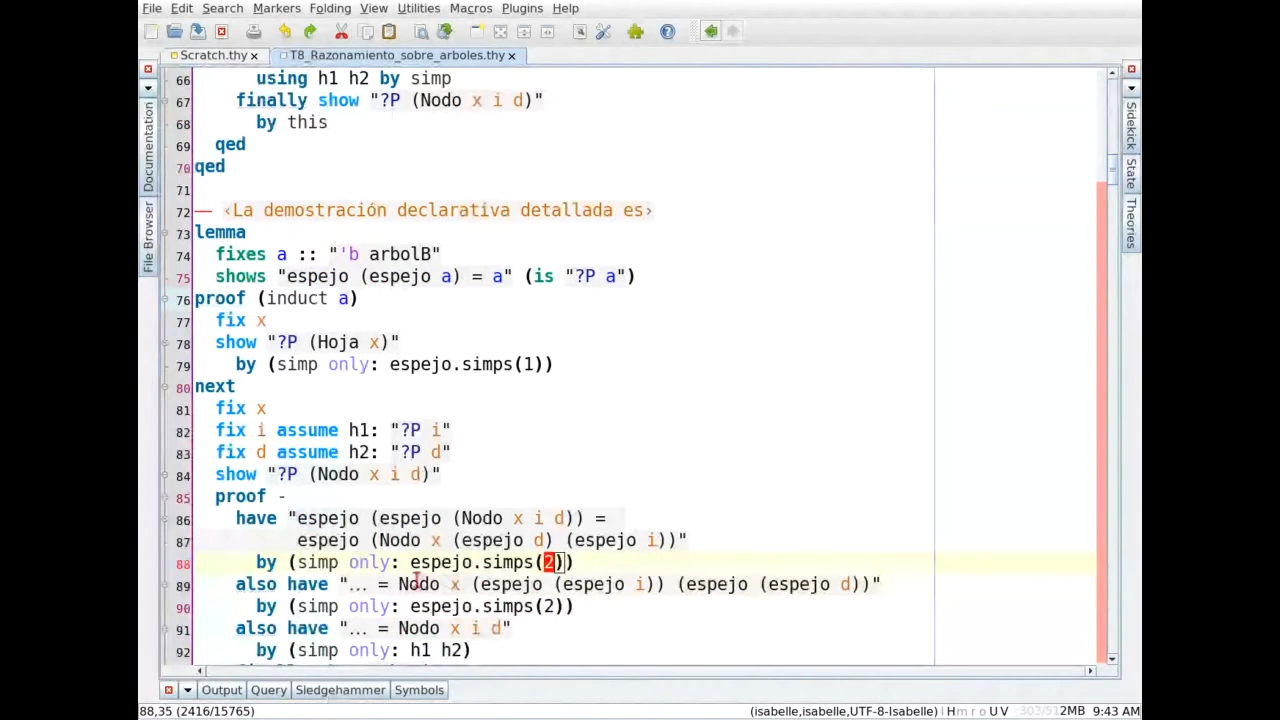 File Edit Search Markers Folding View Utilities Macros Plugins Help
Scratch.thy T8_Razonamiento_sobre_arboles.thy
Documentation
File Browser
Sidekick
State
Theories
66 using h1 h2 by simp
67 finally show "?P (Nodo x i d)"
68 by this
69 qed
70 qed
71
72 — ‹La demostración declarativa detallada es›
73 lemma
74 fixes a :: "'b arbolB"
75 shows "espejo (espejo a) = a" (is "?P a")
76 proof (induct a)
77 fix x
78 show "?P (Hoja x)"
79 by (simp only: espejo.simps(1))
80 next
81 fix x
82 fix i assume h1: "?P i"
83 fix d assume h2: "?P d"
84 show "?P (Nodo x i d)"
85 proof -
86 have "espejo (espejo (Nodo x i d)) =
87 espejo (Nodo x (espejo d) (espejo i))"
88 by (simp only: espejo.simps(2))
89 also have "... = Nodo x (espejo (espejo i)) (espejo (espejo d))"
90 by (simp only: espejo.simps(2))
91 also have "... = Nodo x i d"
92 by (simp only: h1 h2)
Output Query Sledgehammer Symbols
88,35 (2416/15765) (isabelle,isabelle,UTF-8-Isabelle) | H m r o U V 2MB 9:43 AM